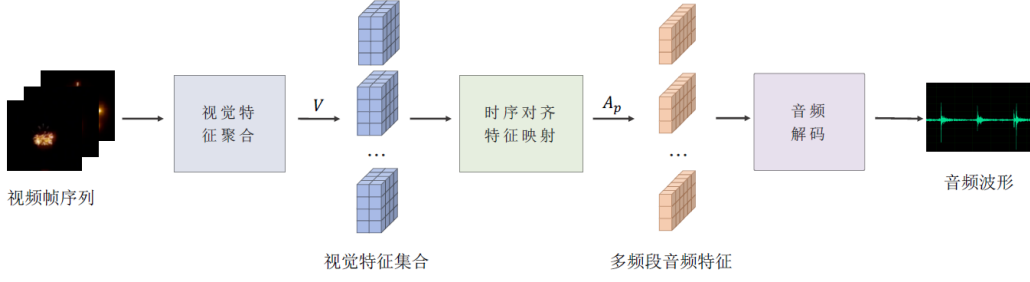 视频帧序列
视觉特
征聚合
V
...
视觉特征集合
时序对齐
特征映射
Aₚ
...
多频段音频特征
音频
解码
音频波形